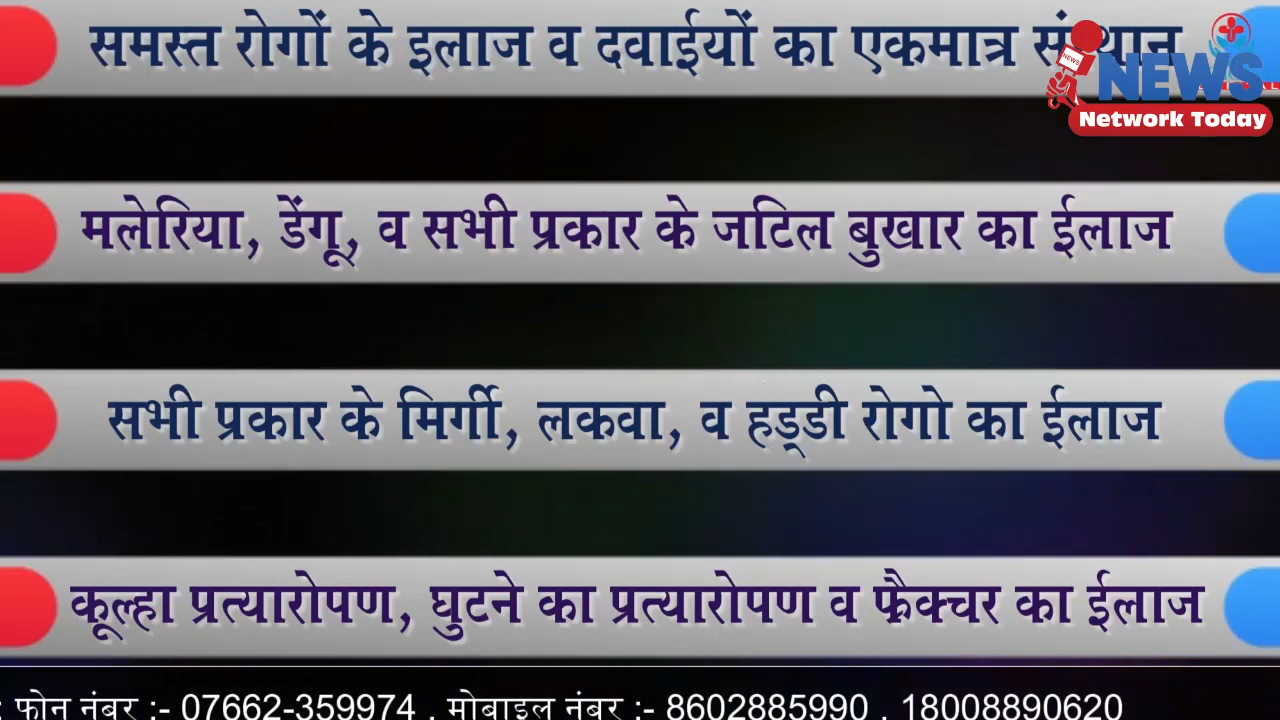 समस्त रोगों के इलाज व दवाईयों का एकमात्र संस्थान
NEWS
NEWS
Network Today
मलेरिया, डेंगू, व सभी प्रकार के जटिल बुखार का ईलाज
सभी प्रकार के मिर्गी, लकवा, व हड्डी रोगो का ईलाज
कूल्हा प्रत्यारोपण, घुटने का प्रत्यारोपण व फ्रैक्चर का ईलाज
: फोन नंबर :- 07662-359974 , मोबाइल नंबर :- 8602885990 , 18008890620